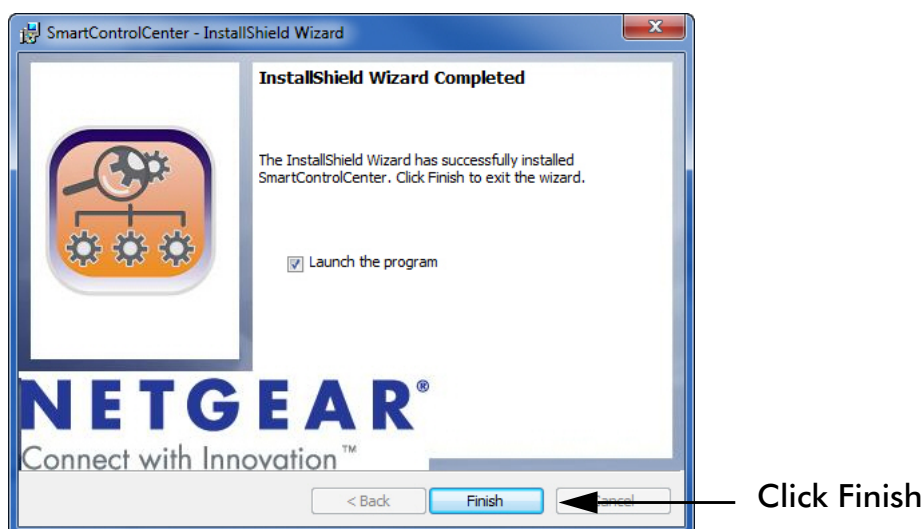 SmartControlCenter - InstallShield Wizard
InstallShield Wizard Completed
The InstallShield Wizard has successfully installed
SmartControlCenter. Click Finish to exit the wizard.
Launch the program
NETGEAR®
Connect with Innovation™
< Back Finish Cancel
Click Finish